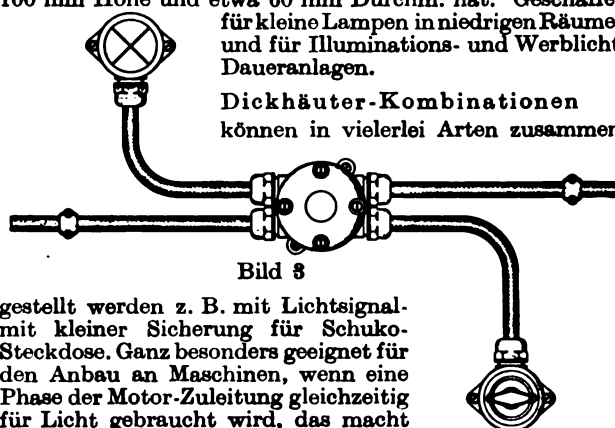 100 mm Höhe und etwa 60 mm Durchm. hat. Geschaffe
für kleine Lampen in niedrigen Räume
und für Illuminations- und Werblicht
Daueranlagen.
Dickhäuter-Kombinationen
können in vielerlei Arten zusammen
Bild 3
gestellt werden z. B. mit Lichtsignal-
mit kleiner Sicherung für Schuko-
Steckdose. Ganz besonders geeignet für
den Anbau an Maschinen, wenn eine
Phase der Motor-Zuleitung gleichzeitig
für Licht gebraucht wird, das macht